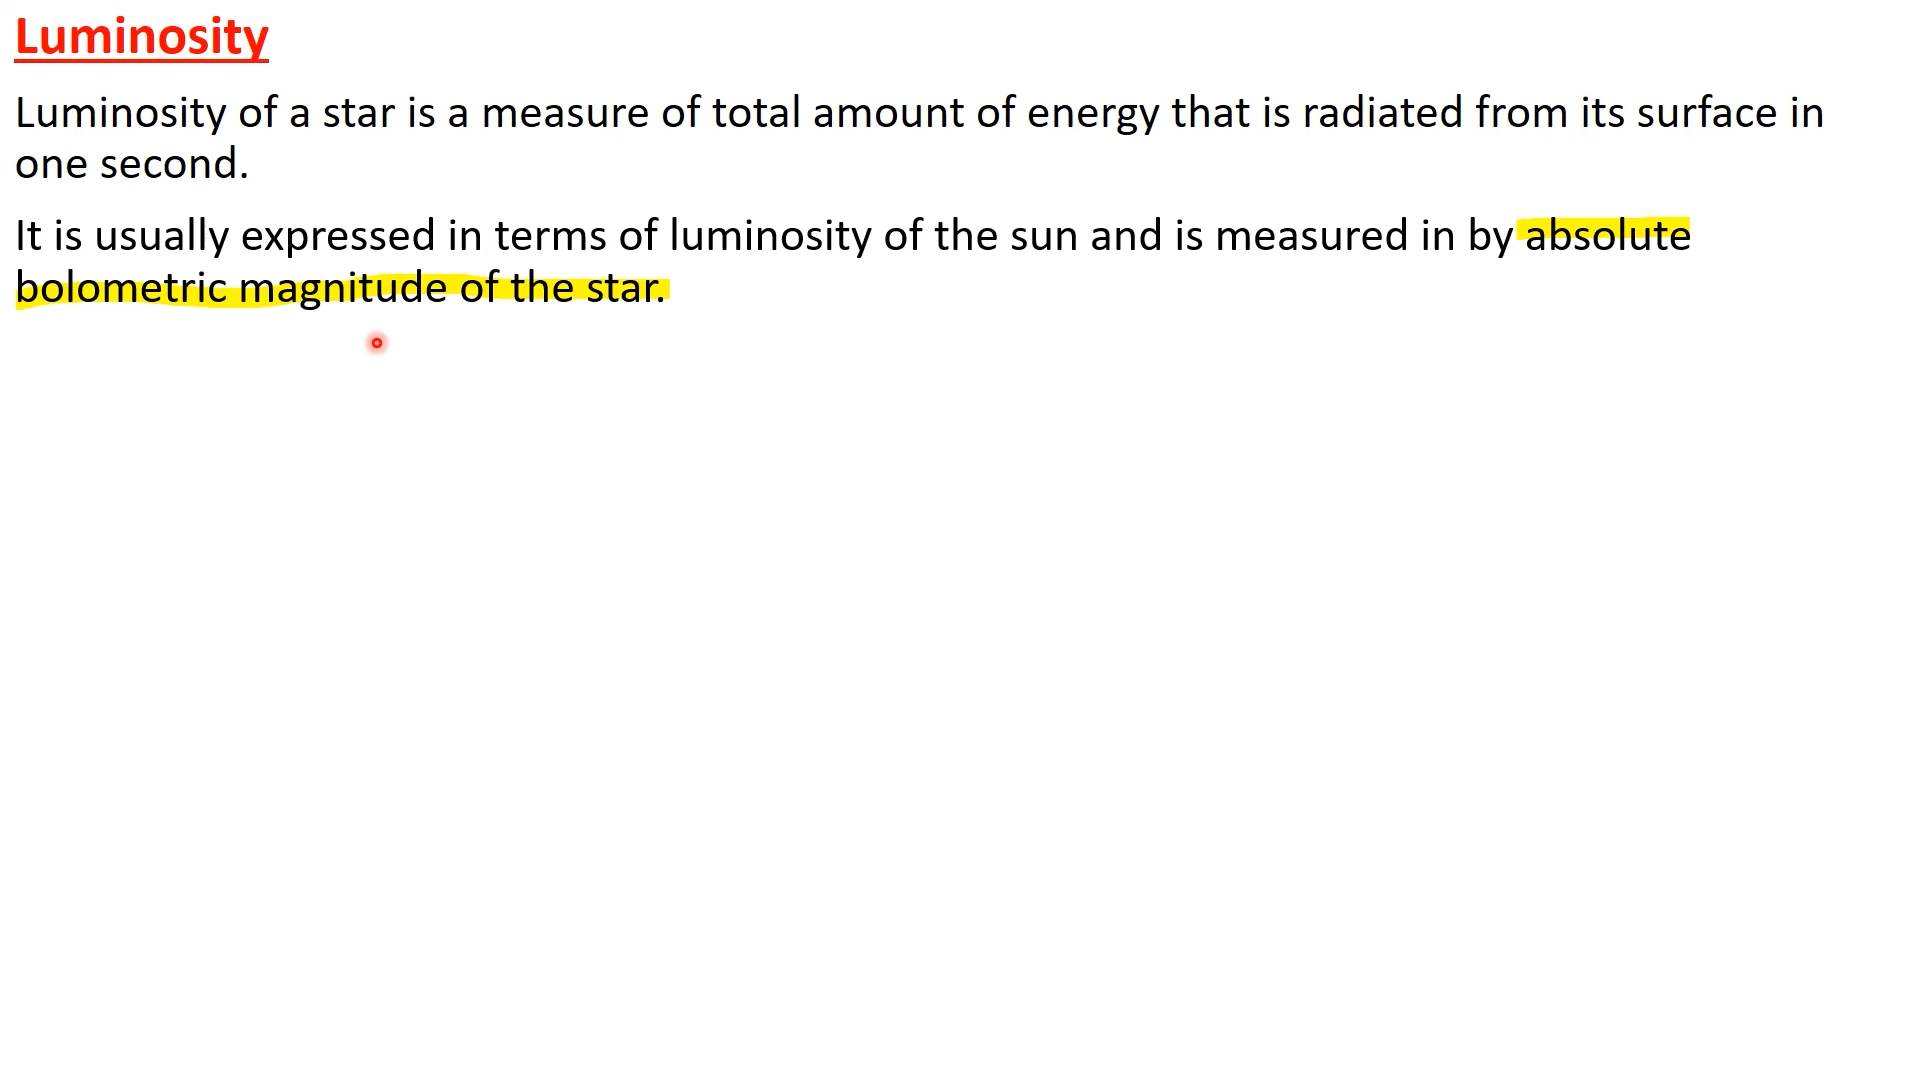 Luminosity
Luminosity of a star is a measure of total amount of energy that is radiated from its surface in
one second.
It is usually expressed in terms of luminosity of the sun and is measured in by absolute
bolometric magnitude of the star.